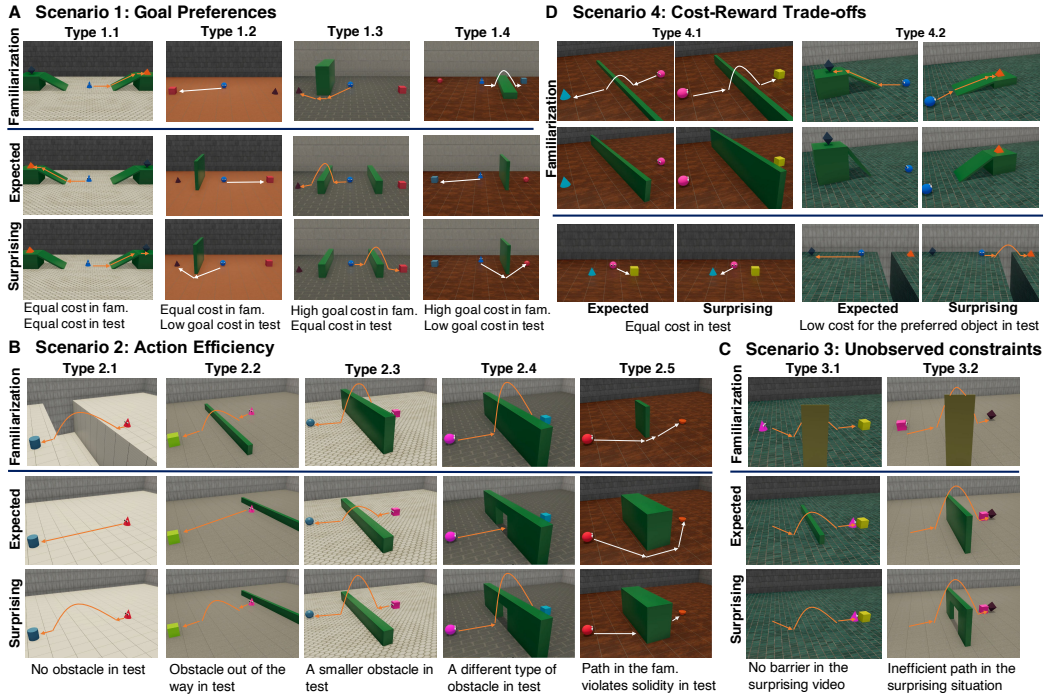 A Scenario 1: Goal Preferences
Type 1.1 Type 1.2 Type 1.3 Type 1.4
Familiarization
Expected
Surprising
Equal cost in fam.
Equal cost in test
Equal cost in fam.
Low goal cost in test
High goal cost in fam.
Equal cost in test
High goal cost in fam.
Low goal cost in test
D Scenario 4: Cost-Reward Trade-offs
Type 4.1 Type 4.2
Familiarization
Expected Surprising Expected Surprising
Equal cost in test Low cost for the preferred object in test
B Scenario 2: Action Efficiency
Type 2.1 Type 2.2 Type 2.3 Type 2.4 Type 2.5
Familiarization
Expected
Surprising
No obstacle in test
Obstacle out of the
way in test
A smaller obstacle in
test
A different type of
obstacle in test
Path in the fam.
violates solidity in test
C Scenario 3: Unobserved constraints
Type 3.1 Type 3.2
Familiarization
Expected
Surprising
No barrier in the
surprising video
Inefficient path in the
surprising situation